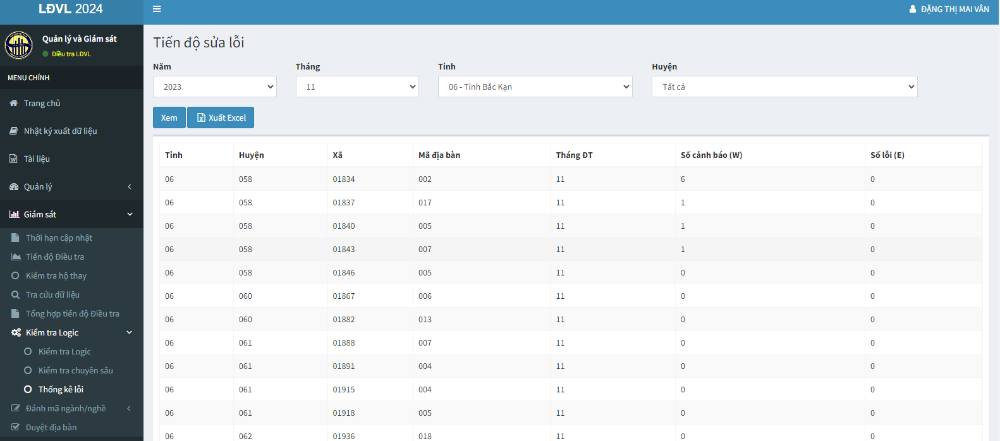 LĐVL 2024
ĐẶNG THỊ MAI VÂN
Quản lý và Giám sát
Điều tra LĐVL
MENU CHÍNH
Trang chủ
Nhật ký xuất dữ liệu
Tài liệu
Quản lý
Giám sát
Thời hạn cập nhật
Tiến độ Điều tra
Kiểm tra hộ thay
Tra cứu dữ liệu
Tổng hợp tiến độ Điều tra
Kiểm tra Logic
Kiểm tra Logic
Kiểm tra chuyên sâu
Thống kê lỗi
Đánh mã ngành/nghề
Duyệt địa bàn
Tiến độ sửa lỗi
Năm Tháng Tỉnh Huyện
2023 11 06 - Tỉnh Bắc Kạn Tất cả
Xem Xuất Excel
Tỉnh Huyện Xã Mã địa bàn Tháng ĐT Số cảnh báo (W) Số lỗi (E)
06 058 01834 002 11 6 0
06 058 01837 017 11 1 0
06 058 01840 005 11 1 0
06 058 01843 007 11 1 0
06 058 01846 005 11 0 0
06 060 01867 006 11 0 0
06 060 01882 013 11 0 0
06 061 01888 007 11 0 0
06 061 01891 004 11 0 0
06 061 01915 004 11 0 0
06 061 01918 005 11 0 0
06 062 01936 018 11 0 0